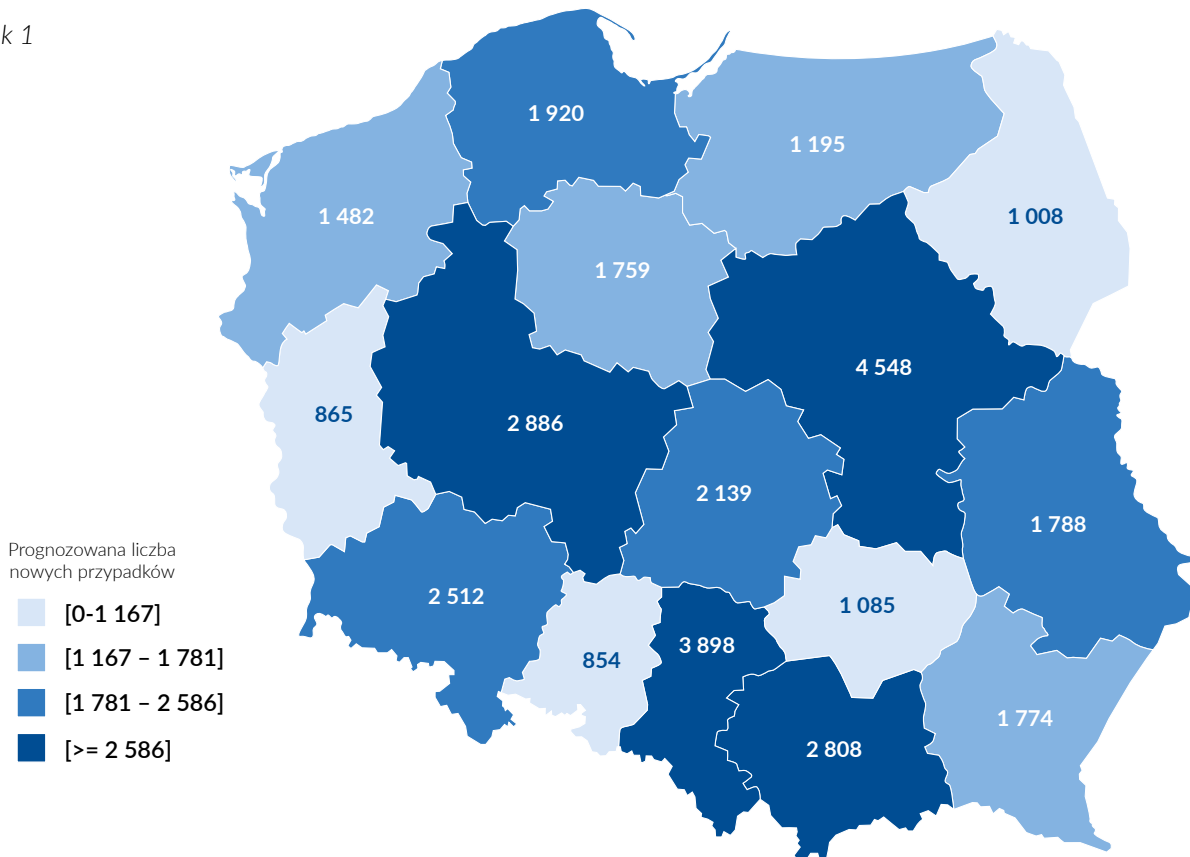 k 1
1 920
1 195
1 482
1 008
1 759
4 548
865
2 886
2 139
1 788
2 512
1 085
3 898
854
1 774
2 808
Prognozowana liczba
nowych przypadków
[0-1 167]
[1 167 – 1 781]
[1 781 – 2 586]
[>= 2 586]